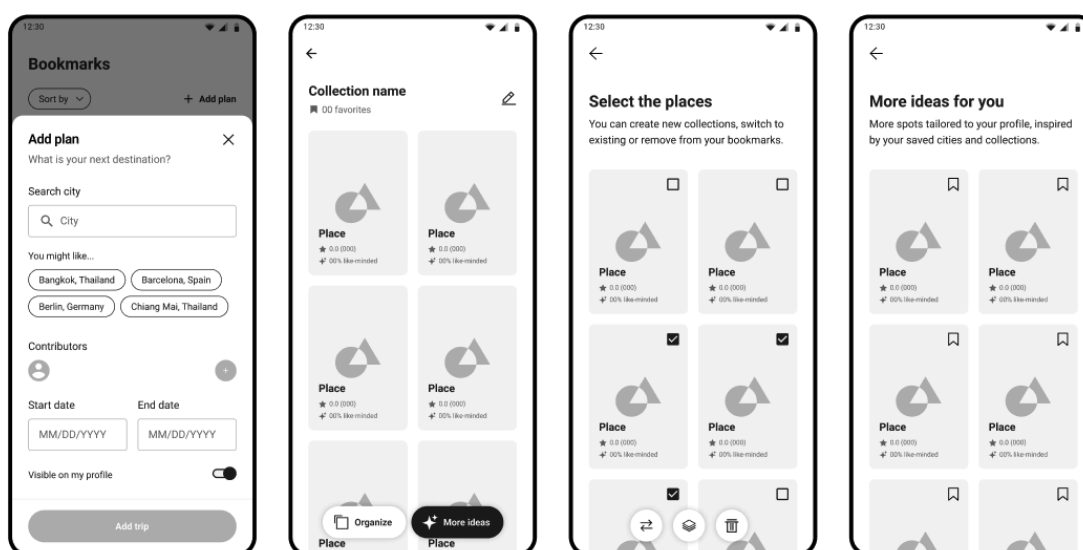 12:30
Bookmarks
Sort by
+ Add plan
Add plan
What is your next destination?
Search city
City
You might like...
Bangkok, Thailand
Barcelona, Spain
Berlin, Germany
Chiang Mai, Thailand
Contributors
+
Start date
End date
MM/DD/YYYY
MM/DD/YYYY
Visible on my profile
Add trip
12:30
Collection name
00 favorites
Place
0.0 (000)
00% like-minded
Place
0.0 (000)
00% like-minded
Place
0.0 (000)
00% like-minded
Place
0.0 (000)
00% like-minded
Organize
More ideas
Place
Place
12:30
Select the places
You can create new collections, switch to
existing or remove from your bookmarks.
Place
0.0 (000)
00% like-minded
Place
0.0 (000)
00% like-minded
Place
0.0 (000)
00% like-minded
Place
0.0 (000)
00% like-minded
12:30
More ideas for you
More spots tailored to your profile, inspired
by your saved cities and collections.
Place
0.0 (000)
00% like-minded
Place
0.0 (000)
00% like-minded
Place
0.0 (000)
00% like-minded
Place
0.0 (000)
00% like-minded